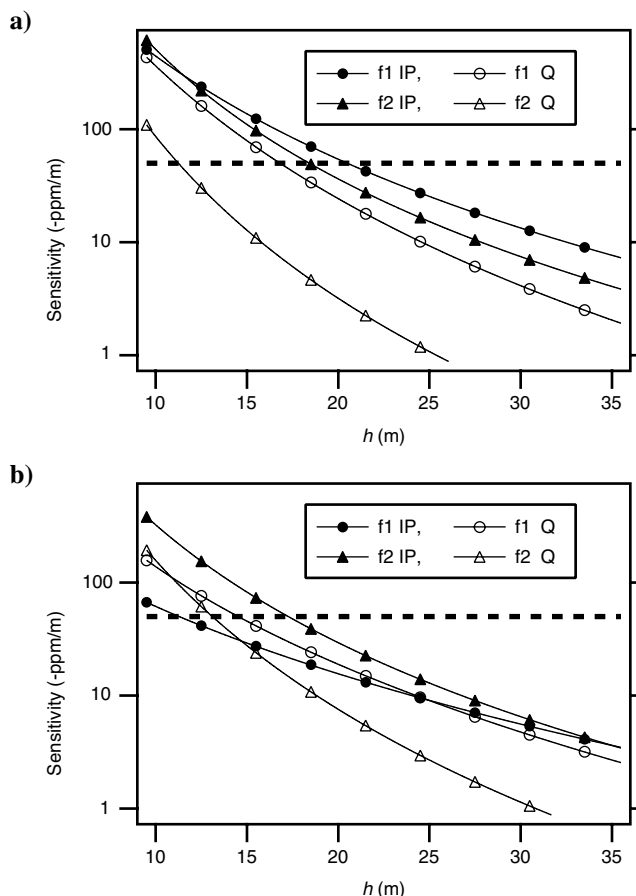 a)
f1 IP, f1 Q
f2 IP, f2 Q
100
10
1
Sensitivity (-ppm/m)
10 15 20 25 30 35
h (m)
b)
f1 IP, f1 Q
f2 IP, f2 Q
100
10
1
Sensitivity (-ppm/m)
10 15 20 25 30 35
h (m)